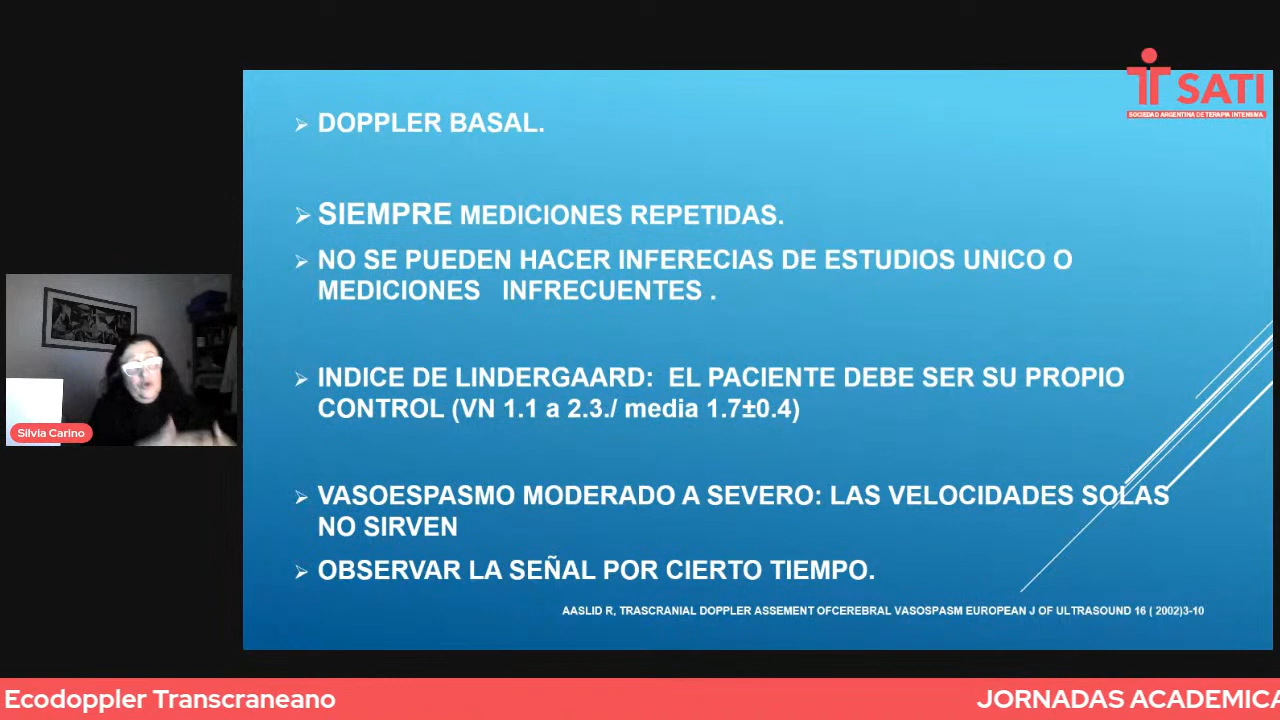 SATI
SOCIEDAD ARGENTINA DE TERAPIA INTENSIVA
DOPPLER BASAL.
SIEMPRE MEDICIONES REPETIDAS.
NO SE PUEDEN HACER INFERECIAS DE ESTUDIOS UNICO O
MEDICIONES INFRECUENTES .
INDICE DE LINDERGAARD: EL PACIENTE DEBE SER SU PROPIO
CONTROL (VN 1.1 a 2.3./ media 1.7±0.4)
VASOESPASMO MODERADO A SEVERO: LAS VELOCIDADES SOLAS
NO SIRVEN
OBSERVAR LA SEÑAL POR CIERTO TIEMPO.
AASLID R, TRASCRANIAL DOPPLER ASSEMENT OFCEREBRAL VASOSPASM EUROPEAN J OF ULTRASOUND 16 ( 2002)3-10
Silvia Carino
Ecodoppler Transcraneano
JORNADAS ACADEMICA